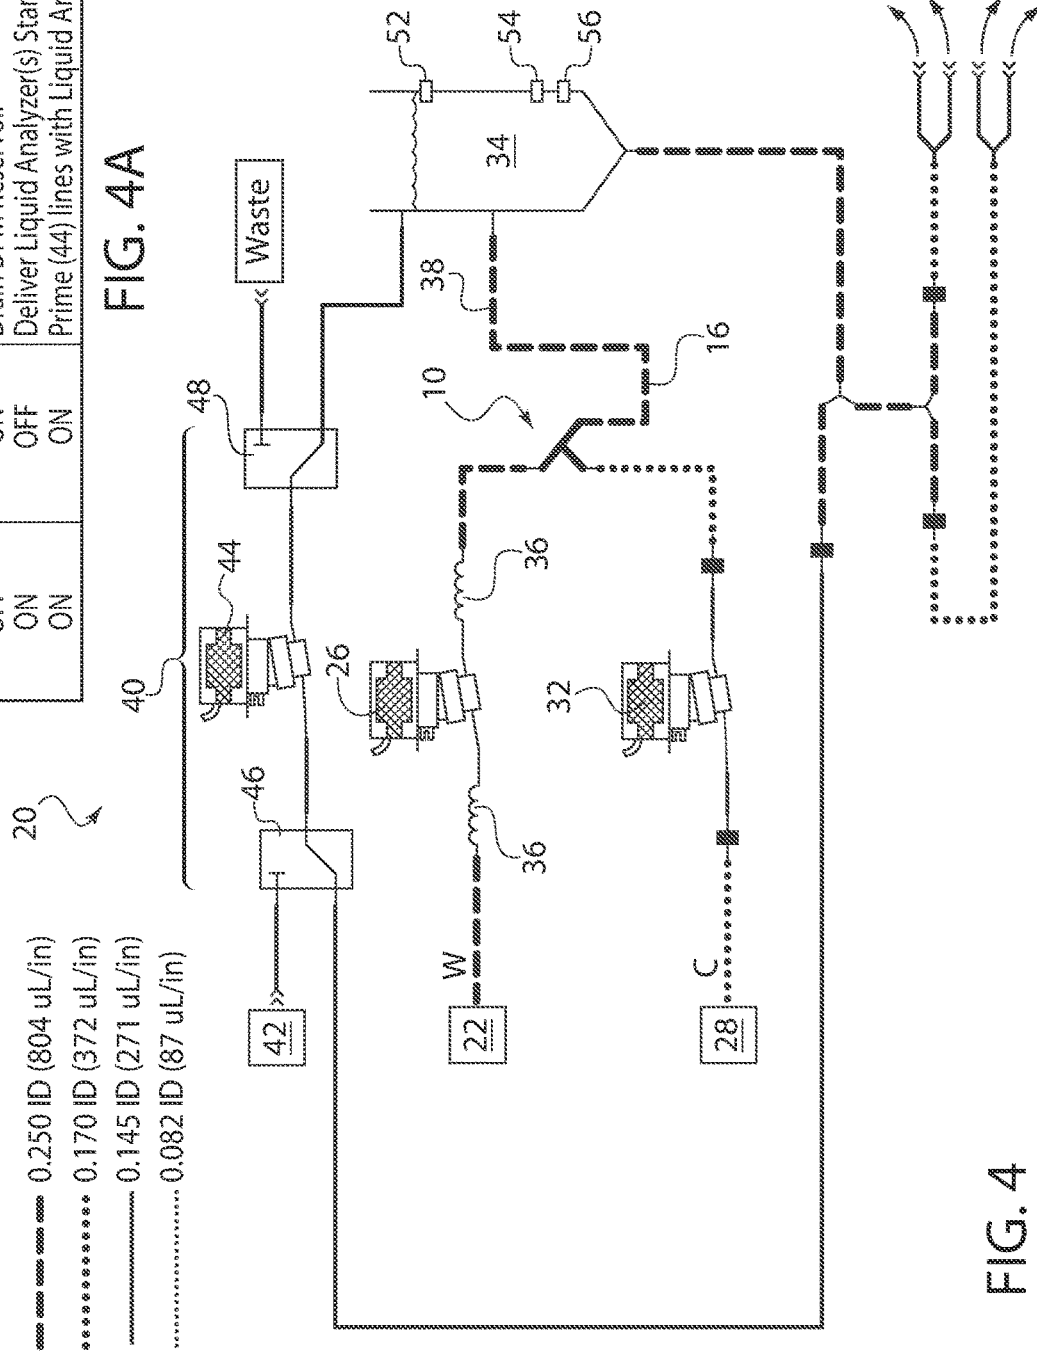 Deliver Liquid Analyzer(s) Star
Prime (44) lines with Liquid Ar
OFF
ON
ON
ON
FIG. 4A
20
0.250 ID (804 uL/in)
0.170 ID (372 uL/in)
0.145 ID (271 uL/in)
0.082 ID (87 uL/in)
40
42
46
44
48
Waste
52
54
56
34
38
16
10
W
22
36
26
36
C
28
32
FIG. 4